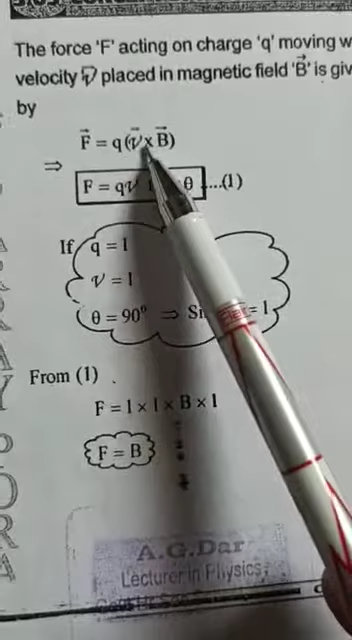 The force 'F' acting on charge 'q' moving
velocity v⃗ placed in magnetic field 'B⃗' is
by
F⃗ = q(v⃗ × B⃗)
⇒ F = qv θ ....(1)
If q = 1
v = 1
θ = 90° ⇒ = 1
From (1)
F = 1 × 1 × B × 1
F = B
A.G.Dar
Lecturer in Physics